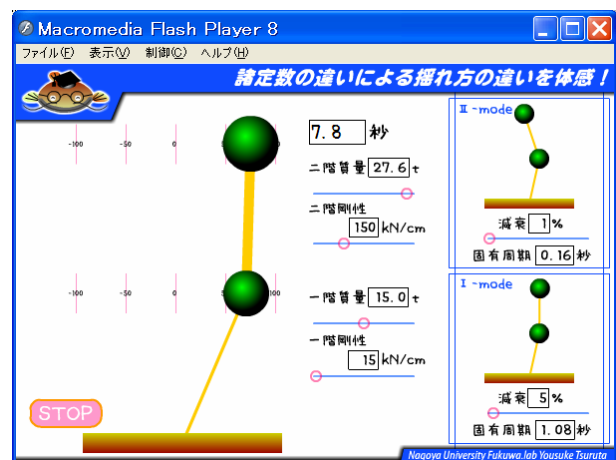 Macromedia Flash Player 8
ファイル(F) 表示(V) 制御(C) ヘルプ(H)
諸定数の違いによる揺れ方の違いを体感！
-100 -50 0 100
7.8 秒
二階質量 27.6 t
二階剛性
150 kN/cm
-100 -50 0 100
一階質量 15.0 t
一階剛性
15 kN/cm
STOP
II-mode
減衰 1 %
固有周期 0.16 秒
I-mode
減衰 5 %
固有周期 1.08 秒
Nagoya University Fukuwa.lab Yousuke Tsuruta